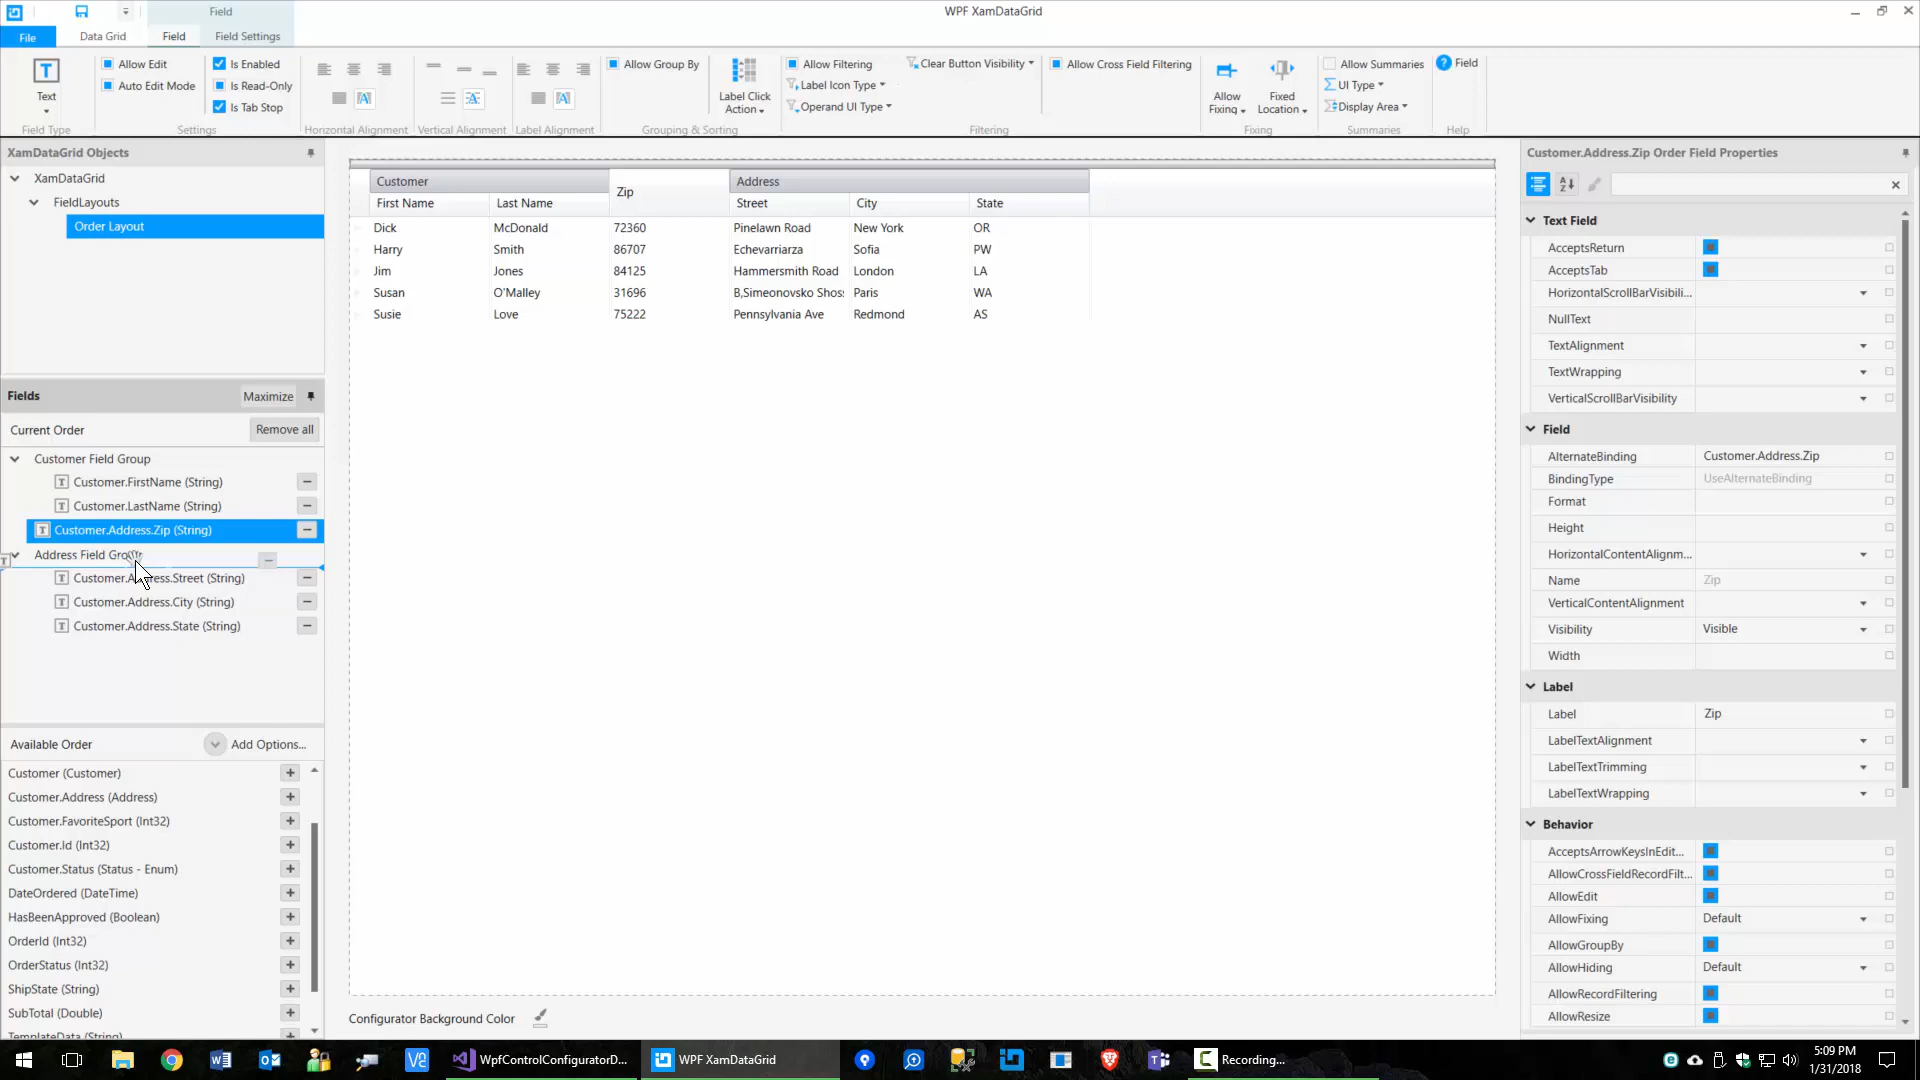 Field
WPF XamDataGrid
File
Data Grid
Field
Field Settings
Text
Field Type
Allow Edit
Auto Edit Mode
Is Enabled
Is Read-Only
Is Tab Stop
Settings
Horizontal Alignment
Vertical Alignment
Label Alignment
Allow Group By
Label Click
Action
Grouping & Sorting
Allow Filtering
Label Icon Type
Operand UI Type
Clear Button Visibility
Allow Cross Field Filtering
Filtering
Allow
Fixing
Fixed
Location
Fixing
Allow Summaries
UI Type
Display Area
Summaries
Field
Help
XamDataGrid Objects
XamDataGrid
FieldLayouts
Order Layout
Fields
Maximize
Current Order
Remove all
Customer Field Group
Customer.FirstName (String)
Customer.LastName (String)
Customer.Address.Zip (String)
Address Field
Customer.Address.Street (String)
Customer.Address.City (String)
Customer.Address.State (String)
Available Order
Add Options...
Customer (Customer)
Customer.Address (Address)
Customer.FavoriteSport (Int32)
Customer.Id (Int32)
Customer.Status (Status - Enum)
DateOrdered (DateTime)
HasBeenApproved (Boolean)
OrderId (Int32)
OrderStatus (Int32)
ShipState (String)
SubTotal (Double)
TemplateData (String)
Customer
Zip
Address
First Name
Last Name
Street
City
State
Dick McDonald 72360 Pinelawn Road New York OR
Harry Smith 86707 Echevarriarza Sofia PW
Jim Jones 84125 Hammersmith Road London LA
Susan O'Malley 31696 B,Simeonovsko Shos: Paris WA
Susie Love 75222 Pennsylvania Ave Redmond AS
Configurator Background Color
Customer.Address.Zip Order Field Properties
Text Field
AcceptsReturn
AcceptsTab
HorizontalScrollBarVisibili...
NullText
TextAlignment
TextWrapping
VerticalScrollBarVisibility
Field
AlternateBinding Customer.Address.Zip
BindingType UseAlternateBinding
Format
Height
HorizontalContentAlignm...
Name Zip
VerticalContentAlignment
Visibility Visible
Width
Label
Label Zip
LabelTextAlignment
LabelTextTrimming
LabelTextWrapping
Behavior
AcceptsArrowKeysInEdit...
AllowCrossFieldRecordFilt...
AllowEdit
AllowFixing Default
AllowGroupBy
AllowHiding Default
AllowRecordFiltering
AllowResize
WpfControlConfiguratorD...
WPF XamDataGrid
Recording...
5:09 PM
1/31/2018